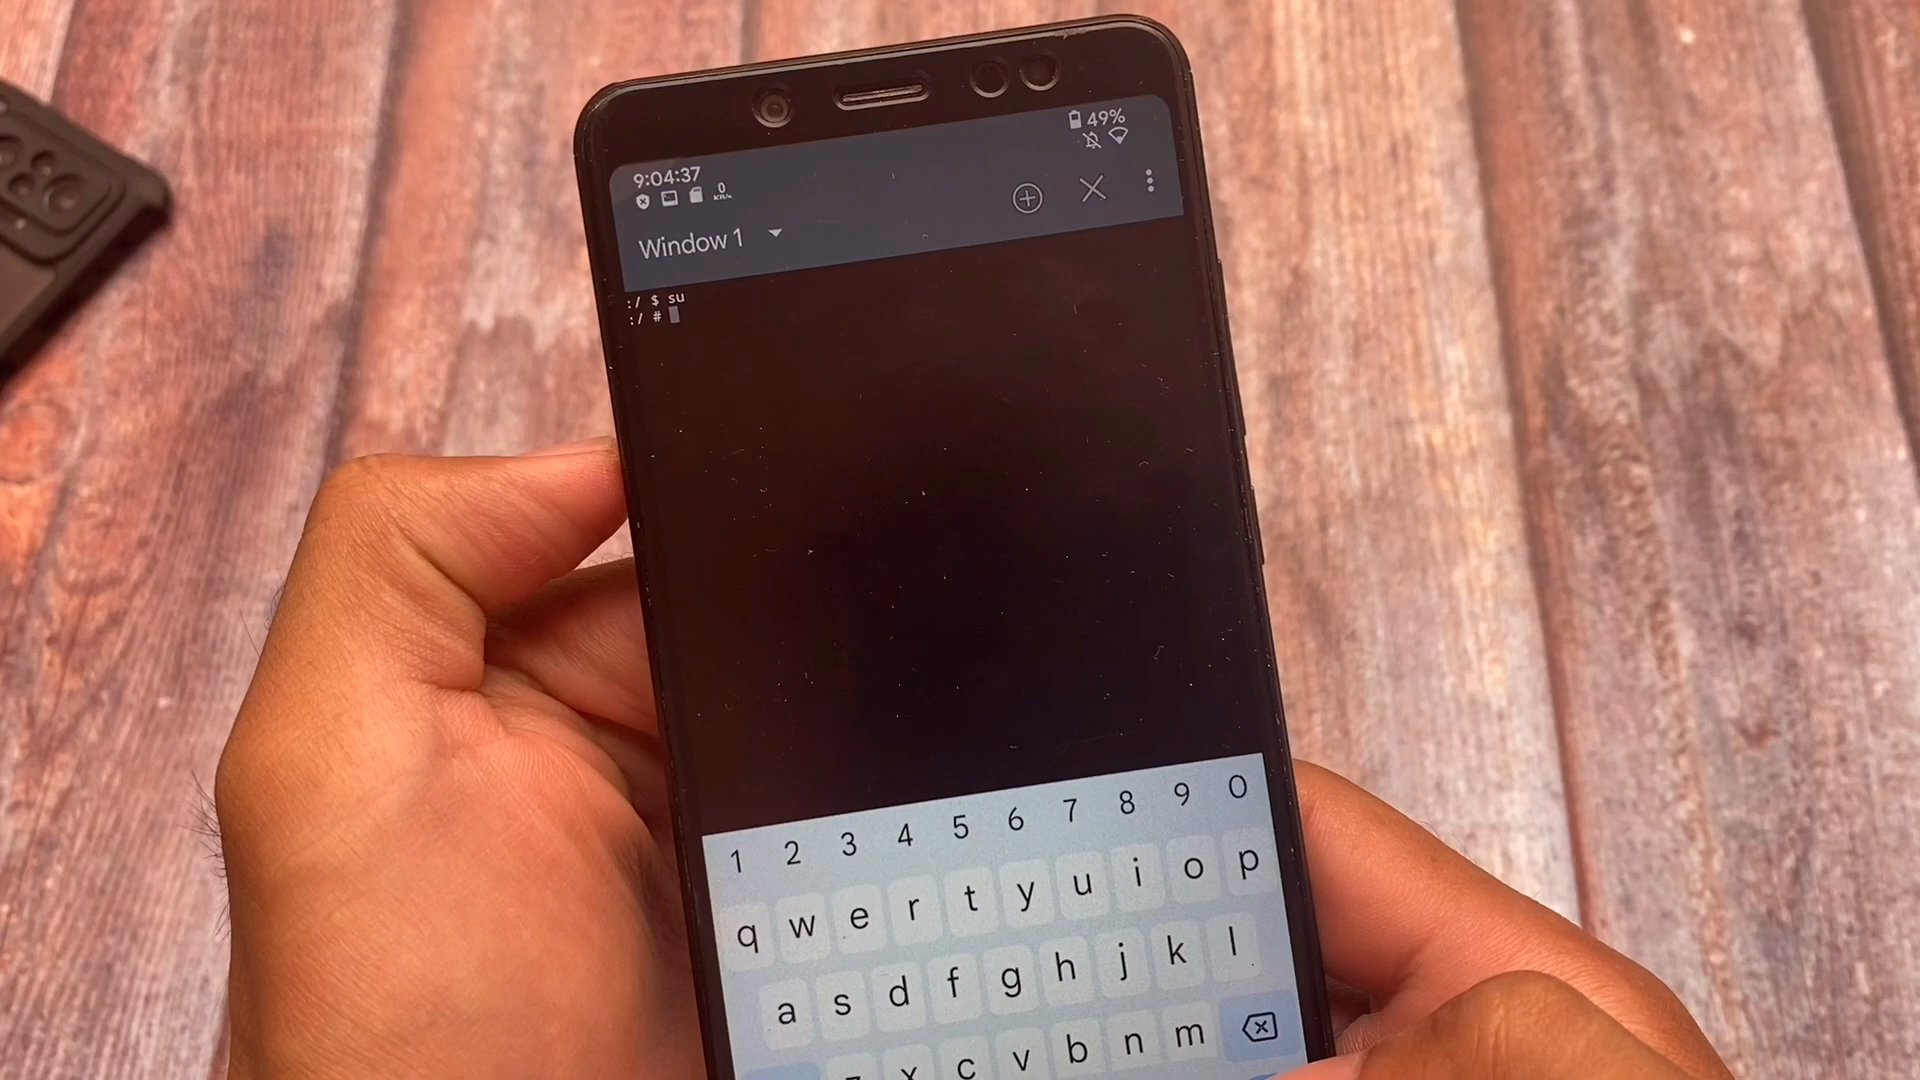 49%
9:04:37
0
Window 1
:/ $ su
:/ #
1 2 3 4 5 6 7 8 9 0
q w e r t y u i o p
a s d f g h j k l
z x c v b n m